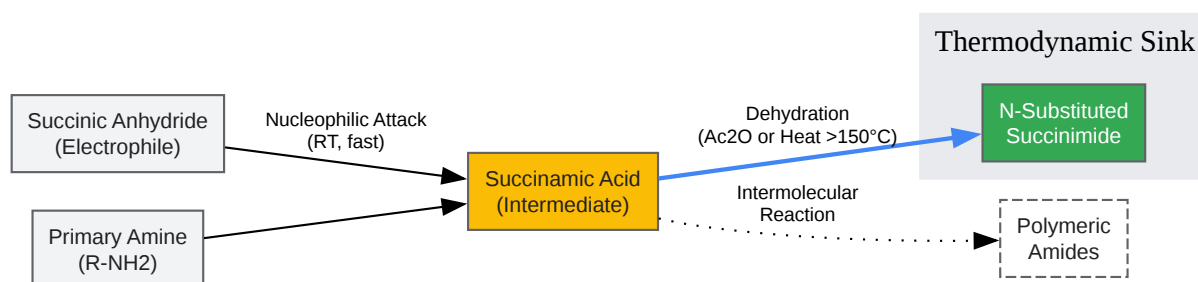 Thermodynamic Sink
Succinic Anhydride
(Electrophile)
Nucleophilic Attack
(RT, fast)
Primary Amine
(R-NH2)
Succinamic Acid
(Intermediate)
Dehydration
(Ac2O or Heat >150°C)
N-Substituted
Succinimide
Intermolecular
Reaction
Polymeric
Amides